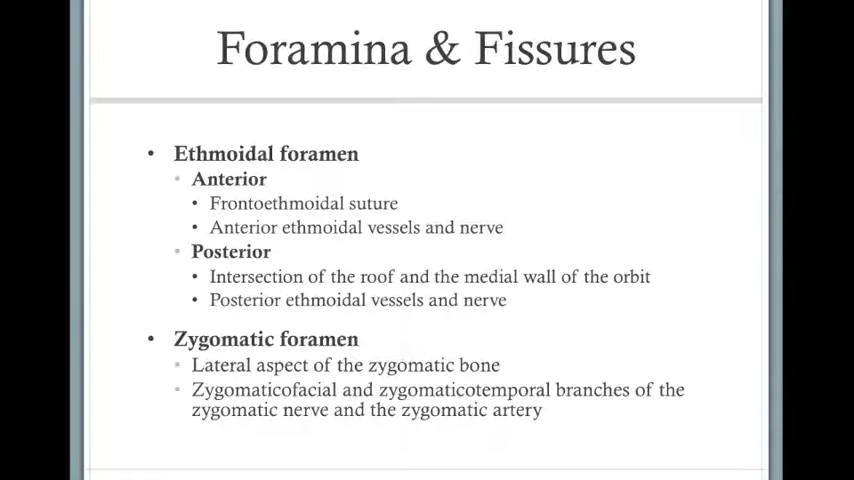 Foramina & Fissures
• Ethmoidal foramen
Anterior
• Frontoethmoidal suture
• Anterior ethmoidal vessels and nerve
Posterior
• Intersection of the roof and the medial wall of the orbit
• Posterior ethmoidal vessels and nerve
• Zygomatic foramen
Lateral aspect of the zygomatic bone
Zygomaticofacial and zygomaticotemporal branches of the
zygomatic nerve and the zygomatic artery